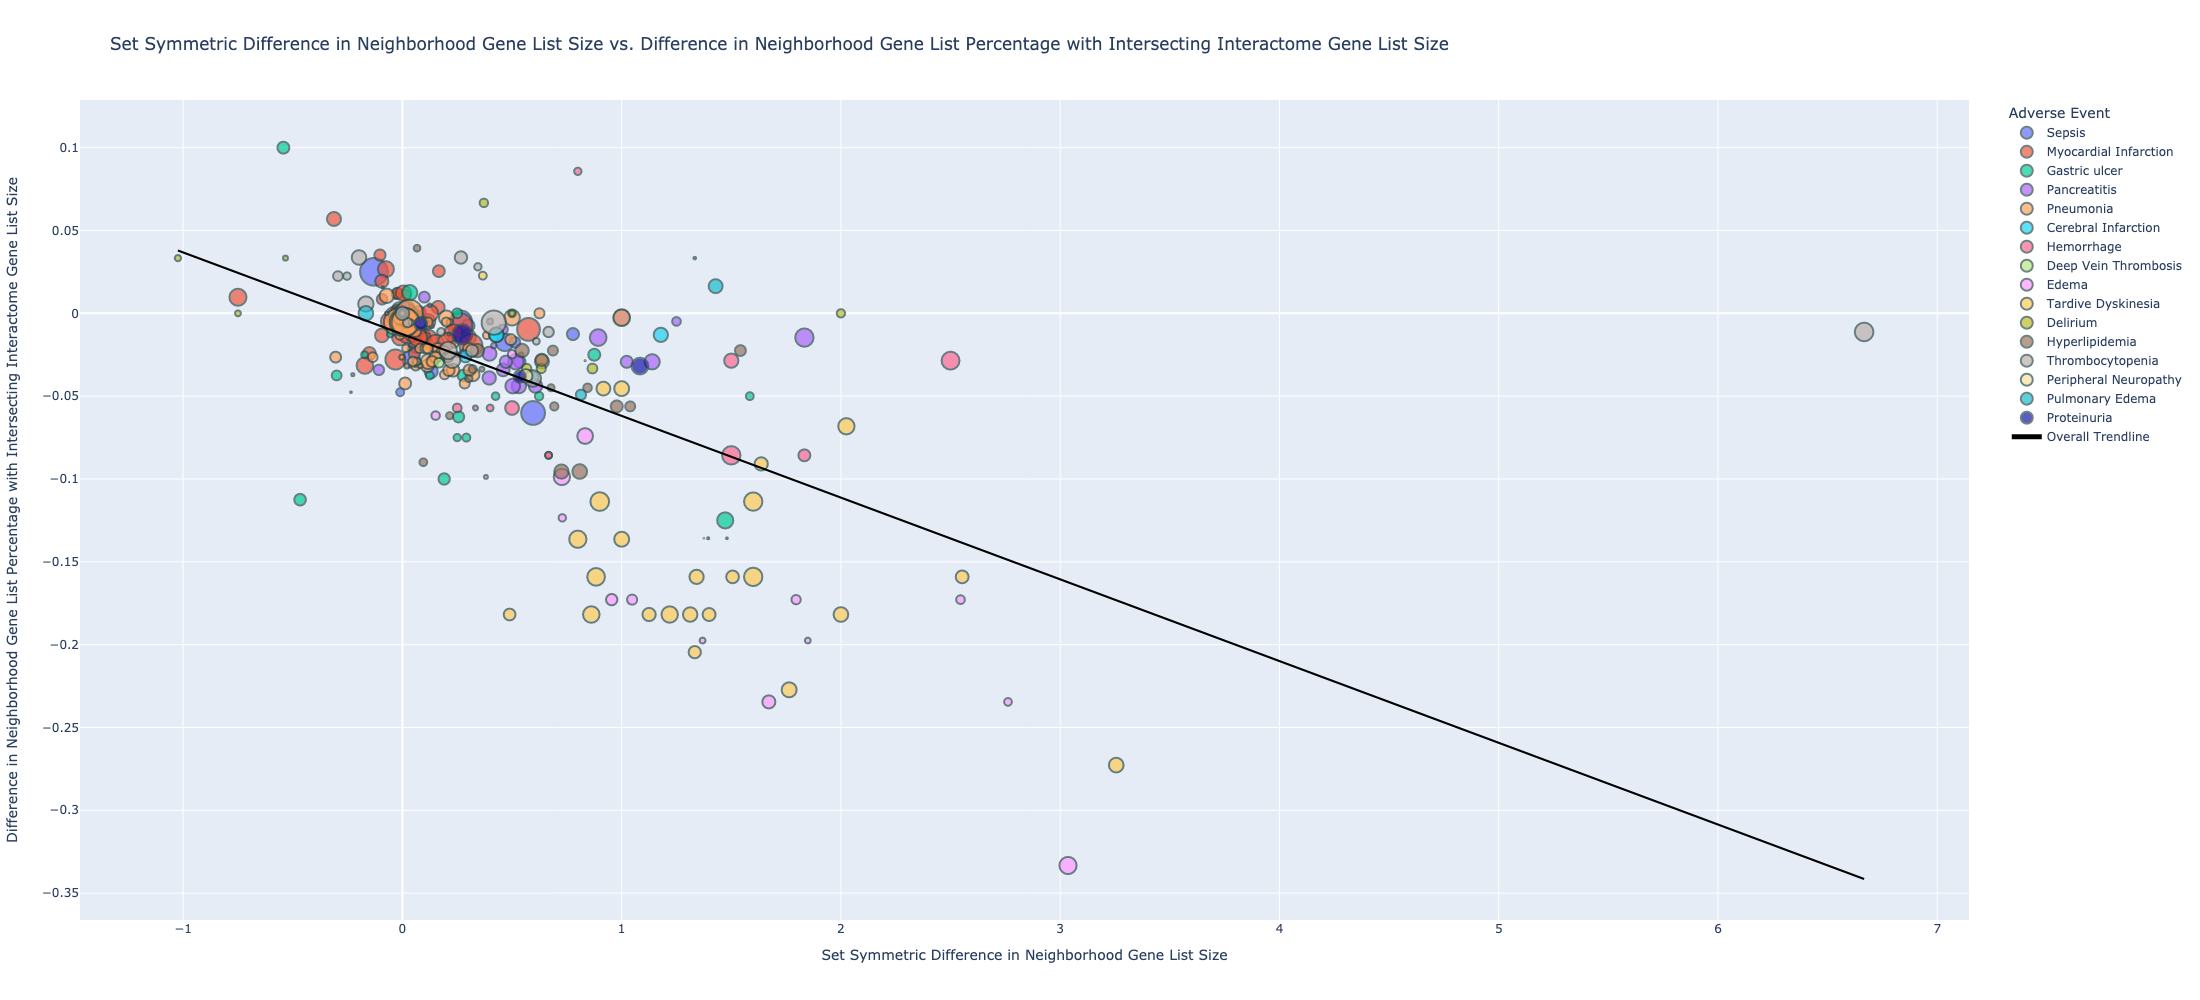 Set Symmetric Difference in Neighborhood Gene List Size vs. Difference in Neighborhood Gene List Percentage with Intersecting Interactome Gene List Size
Difference in Neighborhood Gene List Percentage with Intersecting Interactome Gene List Size
0.1
0.05
0
−0.05
−0.1
−0.15
−0.2
−0.25
−0.3
−0.35
−1
0
1
2
3
4
5
6
7
Set Symmetric Difference in Neighborhood Gene List Size
Adverse Event
Sepsis
Myocardial Infarction
Gastric ulcer
Pancreatitis
Pneumonia
Cerebral Infarction
Hemorrhage
Deep Vein Thrombosis
Edema
Tardive Dyskinesia
Delirium
Hyperlipidemia
Thrombocytopenia
Peripheral Neuropathy
Pulmonary Edema
Proteinuria
Overall Trendline